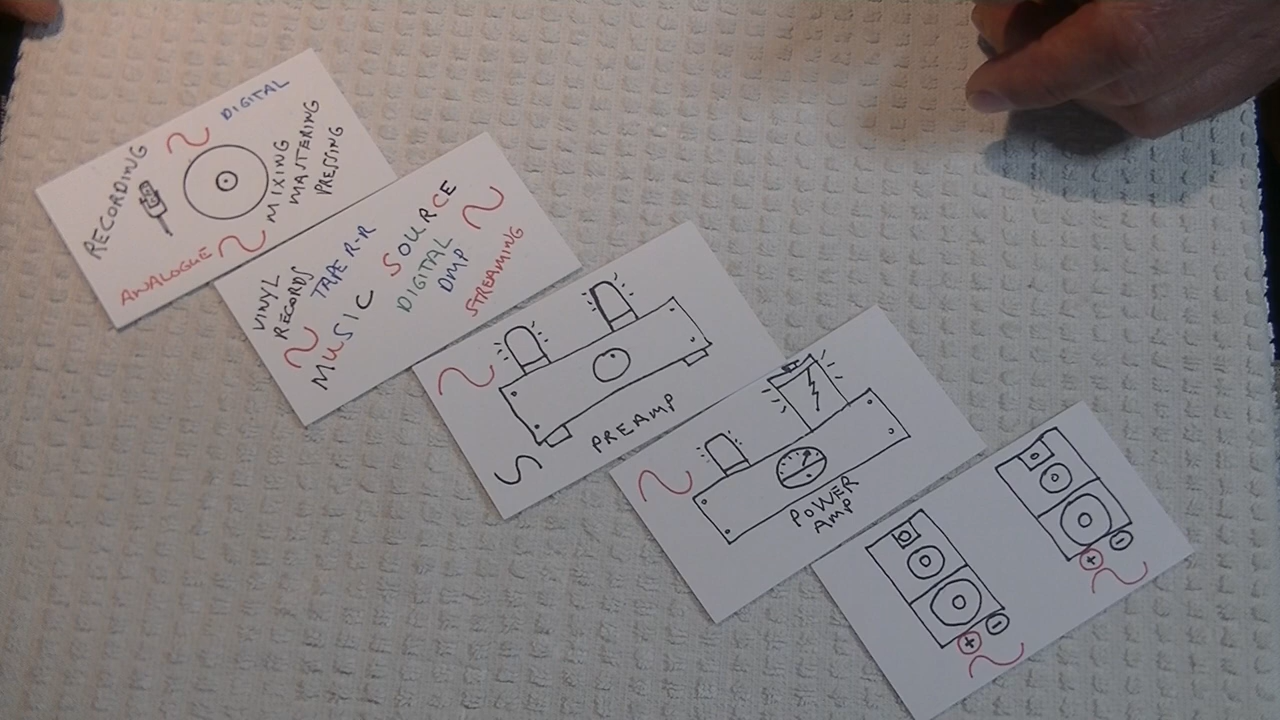 RECORDING
DIGITAL
MIXING
MASTERING
PRESSING
ANALOGUE
VINYL
RECORDS
TAPE R-R
MUSIC SOURCE
DIGITAL
DMP
STREAMING
PREAMP
POWER
AMP
+ -
+ -